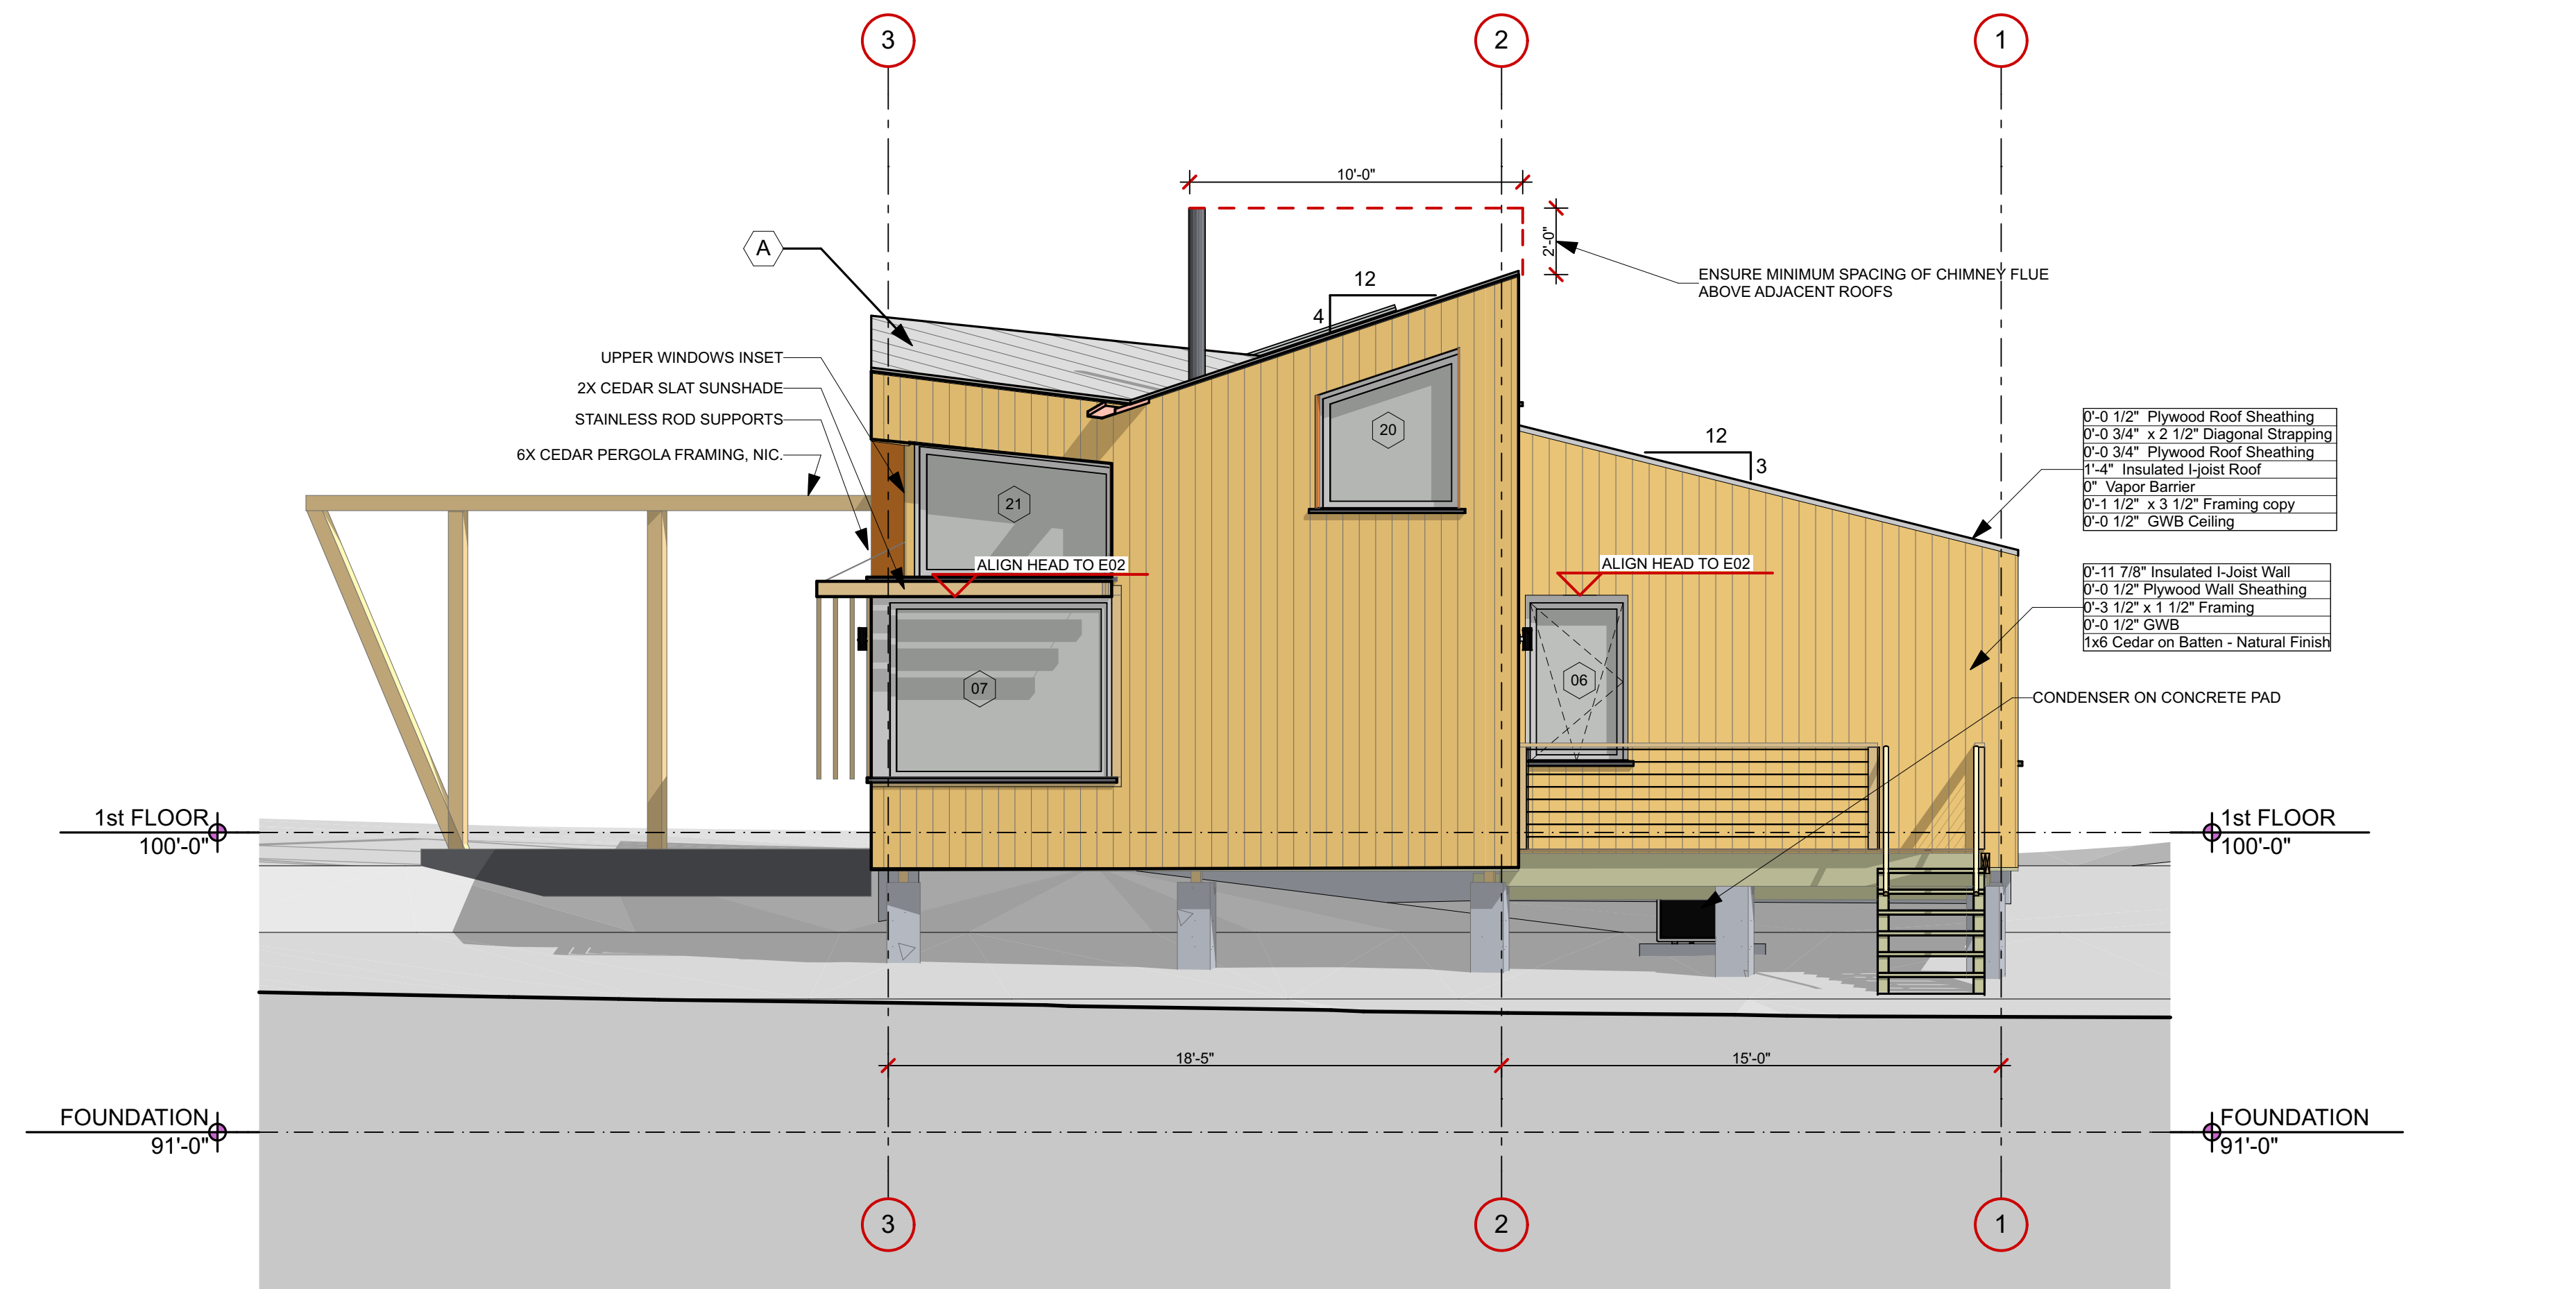 3
2
1
10'-0"
2'-0"
A
ENSURE MINIMUM SPACING OF CHIMNEY FLUE
ABOVE ADJACENT ROOFS
12
4
UPPER WINDOWS INSET
2X CEDAR SLAT SUNSHADE
STAINLESS ROD SUPPORTS
6X CEDAR PERGOLA FRAMING, NIC.
20
21
12
3
0'-0 1/2" Plywood Roof Sheathing
0'-0 3/4" x 2 1/2" Diagonal Strapping
0'-0 3/4" Plywood Roof Sheathing
1'-4" Insulated I-joist Roof
0" Vapor Barrier
0'-1 1/2" x 3 1/2" Framing copy
0'-0 1/2" GWB Ceiling
ALIGN HEAD TO E02
ALIGN HEAD TO E02
0'-11 7/8" Insulated I-Joist Wall
0'-0 1/2" Plywood Wall Sheathing
0'-3 1/2" x 1 1/2" Framing
0'-0 1/2" GWB
1x6 Cedar on Batten - Natural Finish
07
06
CONDENSER ON CONCRETE PAD
1st FLOOR
100'-0"
1st FLOOR
100'-0"
18'-5"
15'-0"
FOUNDATION
91'-0"
FOUNDATION
91'-0"
3
2
1